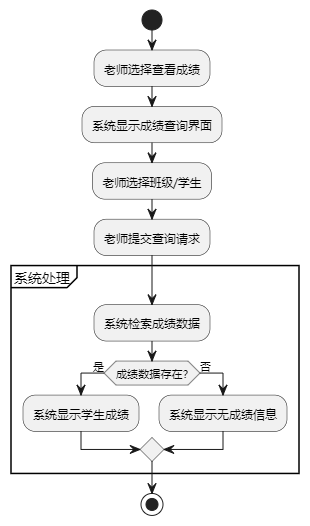 老师选择查看成绩
系统显示成绩查询界面
老师选择班级/学生
老师提交查询请求
系统处理
系统检索成绩数据
是
成绩数据存在?
否
系统显示学生成绩
系统显示无成绩信息